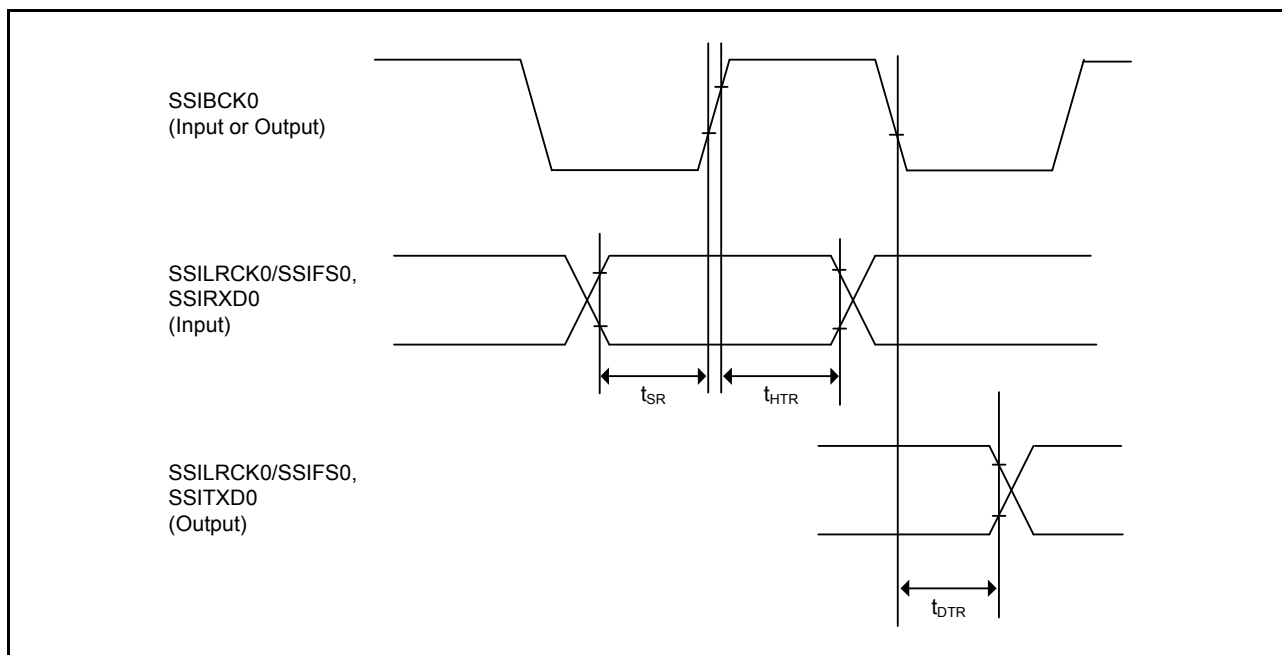 SSIBCK0
(Input or Output)
SSILRCK0/SSIFS0,
SSIRXD0
(Input)
tSR
tHTR
SSILRCK0/SSIFS0,
SSITXD0
(Output)
tDTR